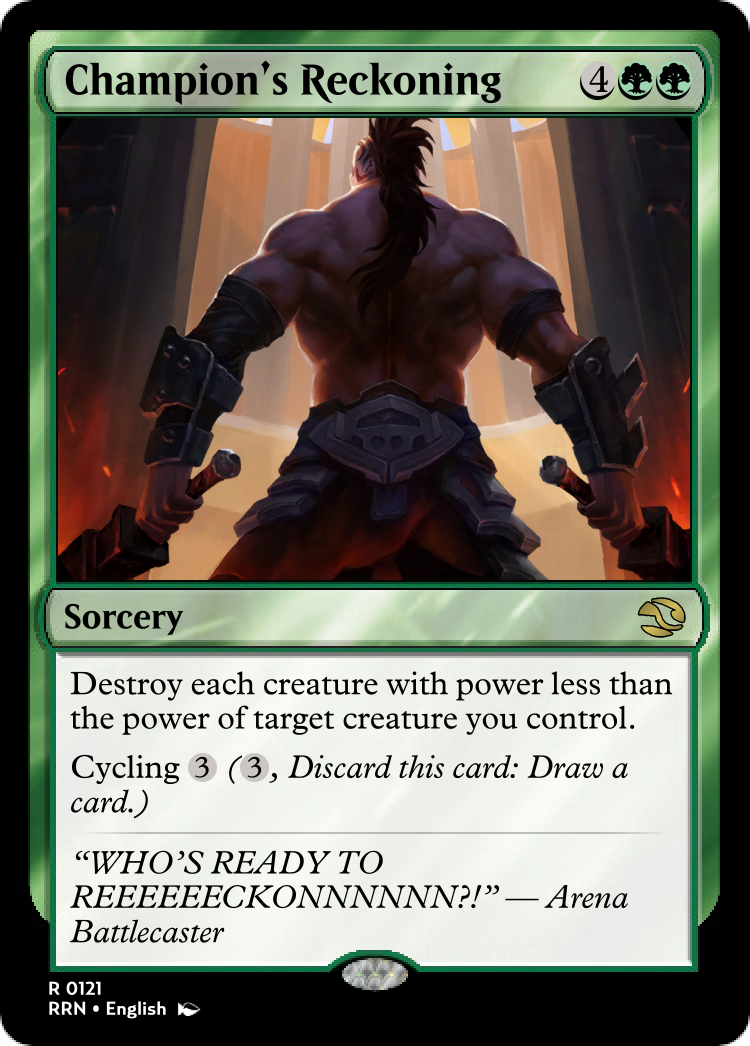 Champion's Reckoning 4
Sorcery
Destroy each creature with power less than
the power of target creature you control.
Cycling 3 (3, Discard this card: Draw a
card.)
“WHO’S READY TO
REEEEEECKONNNNNN?!” — Arena
Battlecaster
R 0121
RRN • English